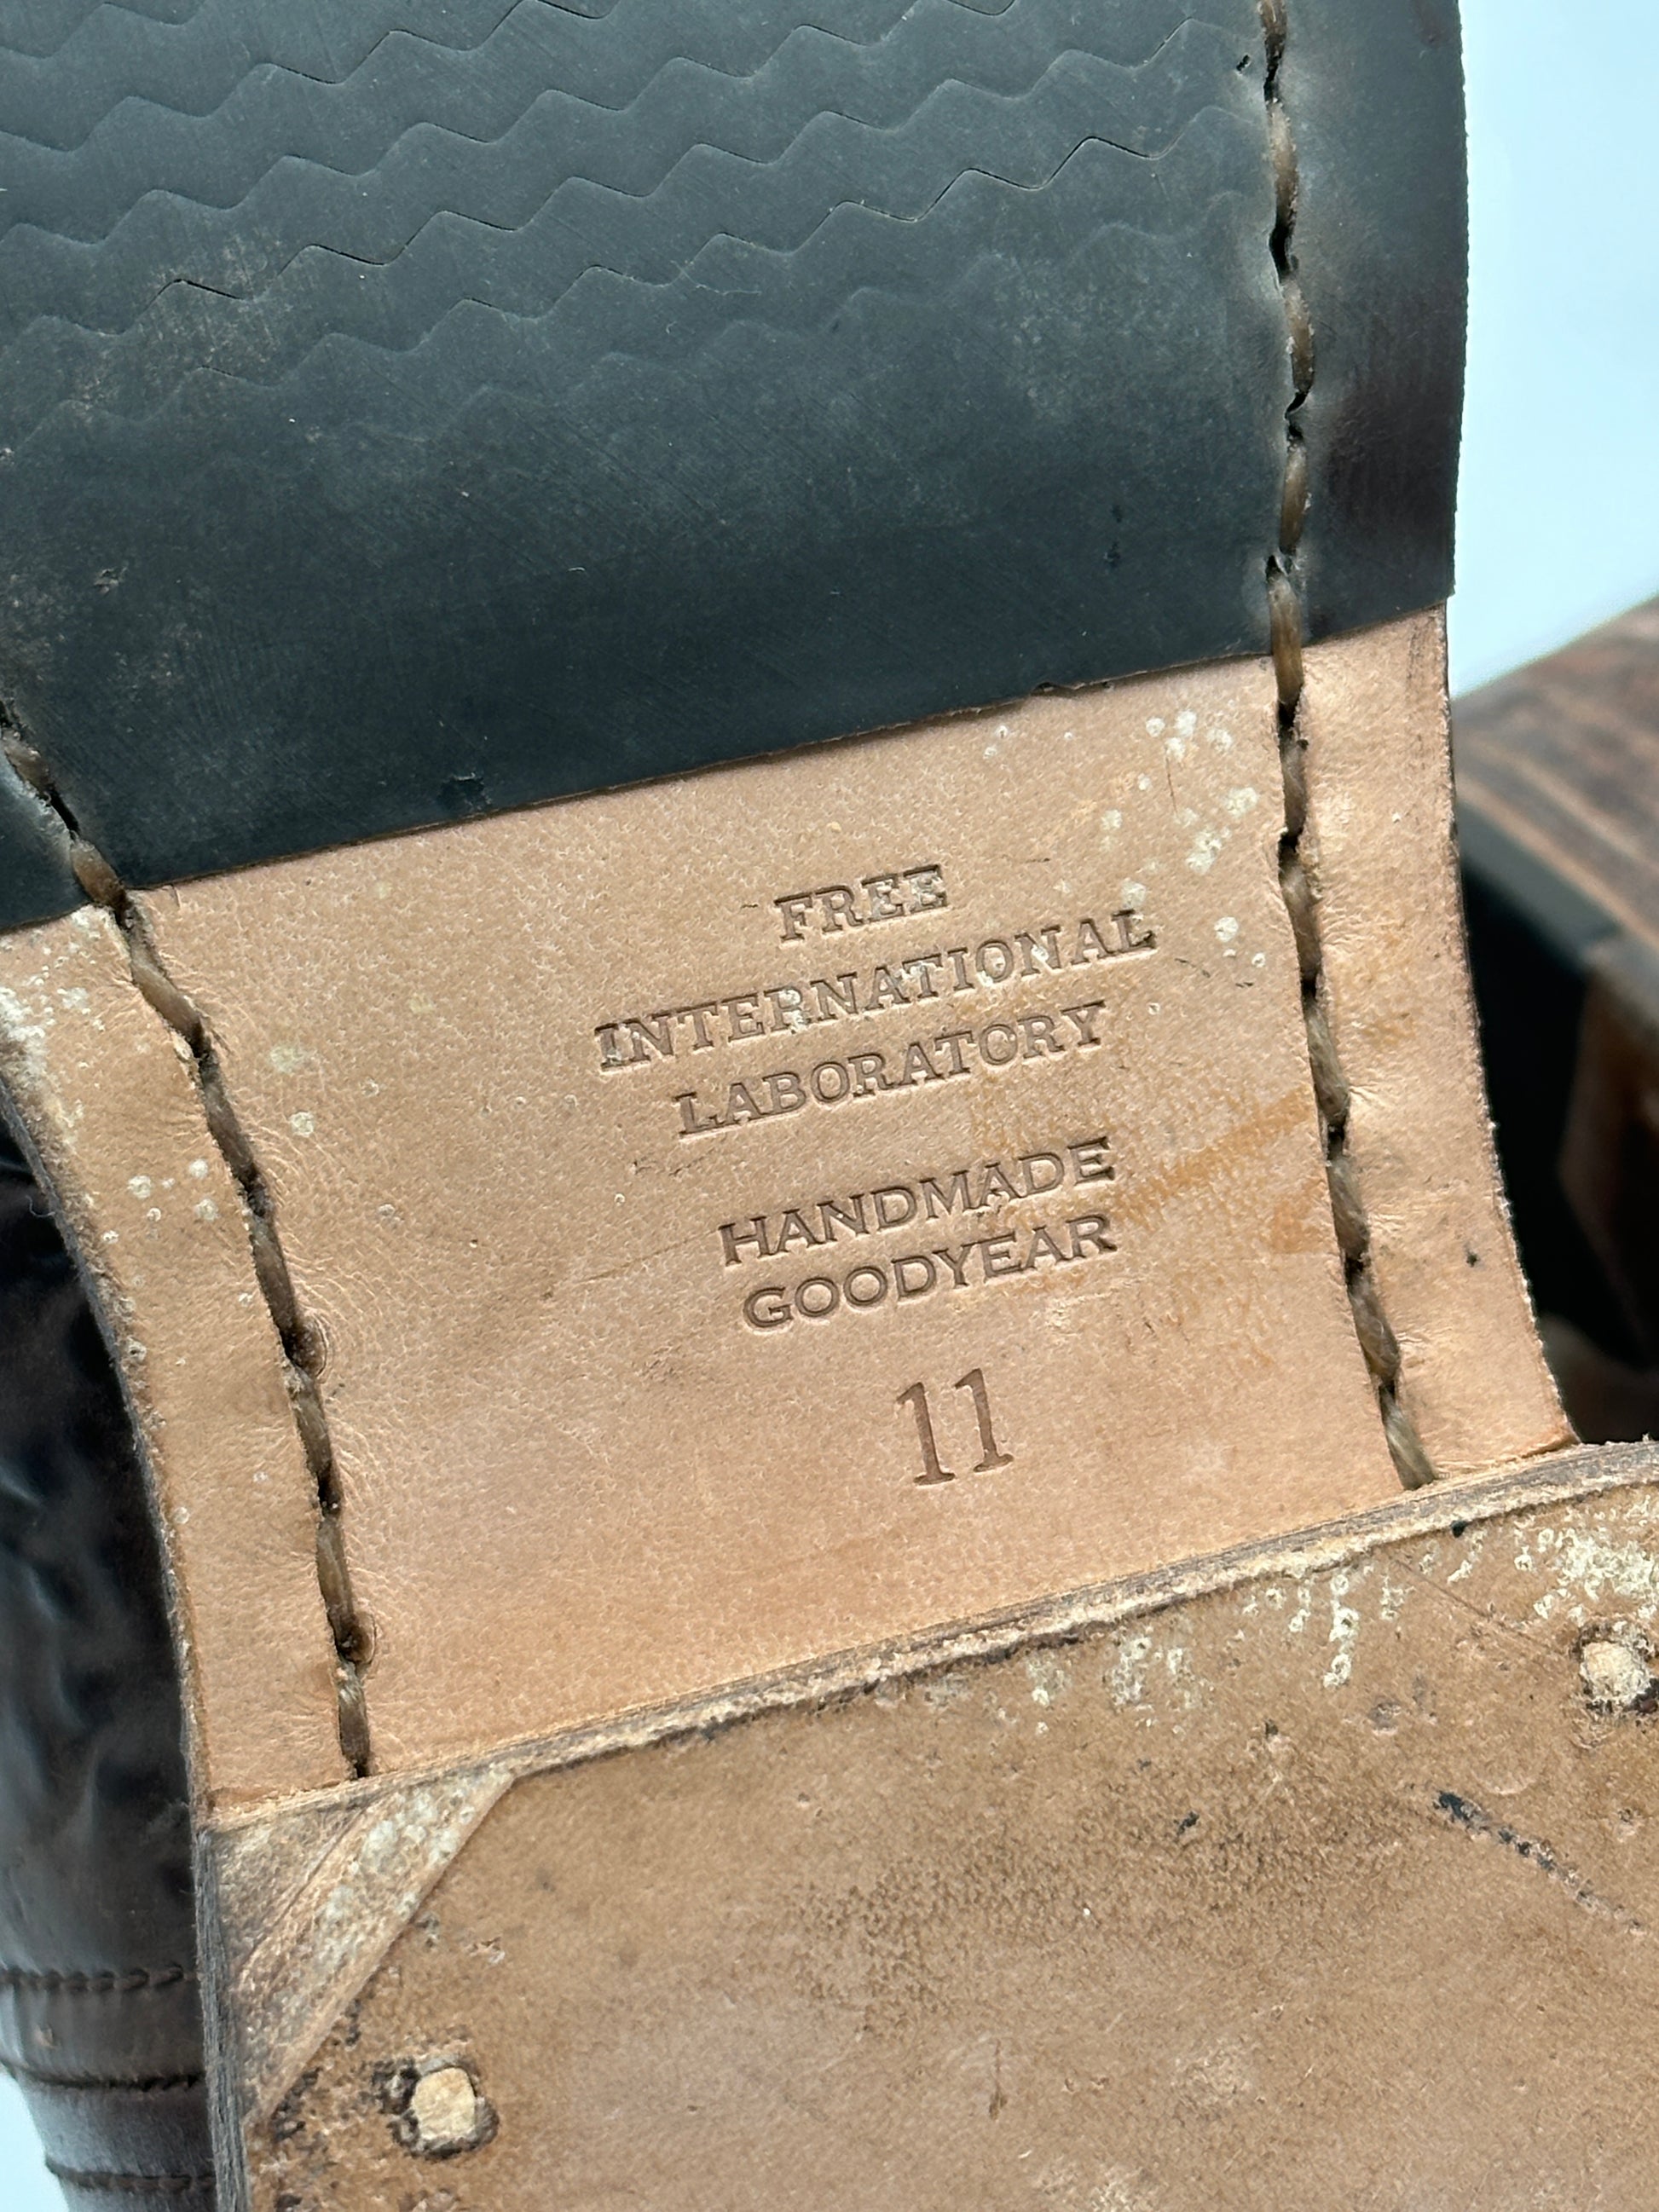 FREE
INTERNATIONAL
LABORATORY
HANDMADE
GOODYEAR
11